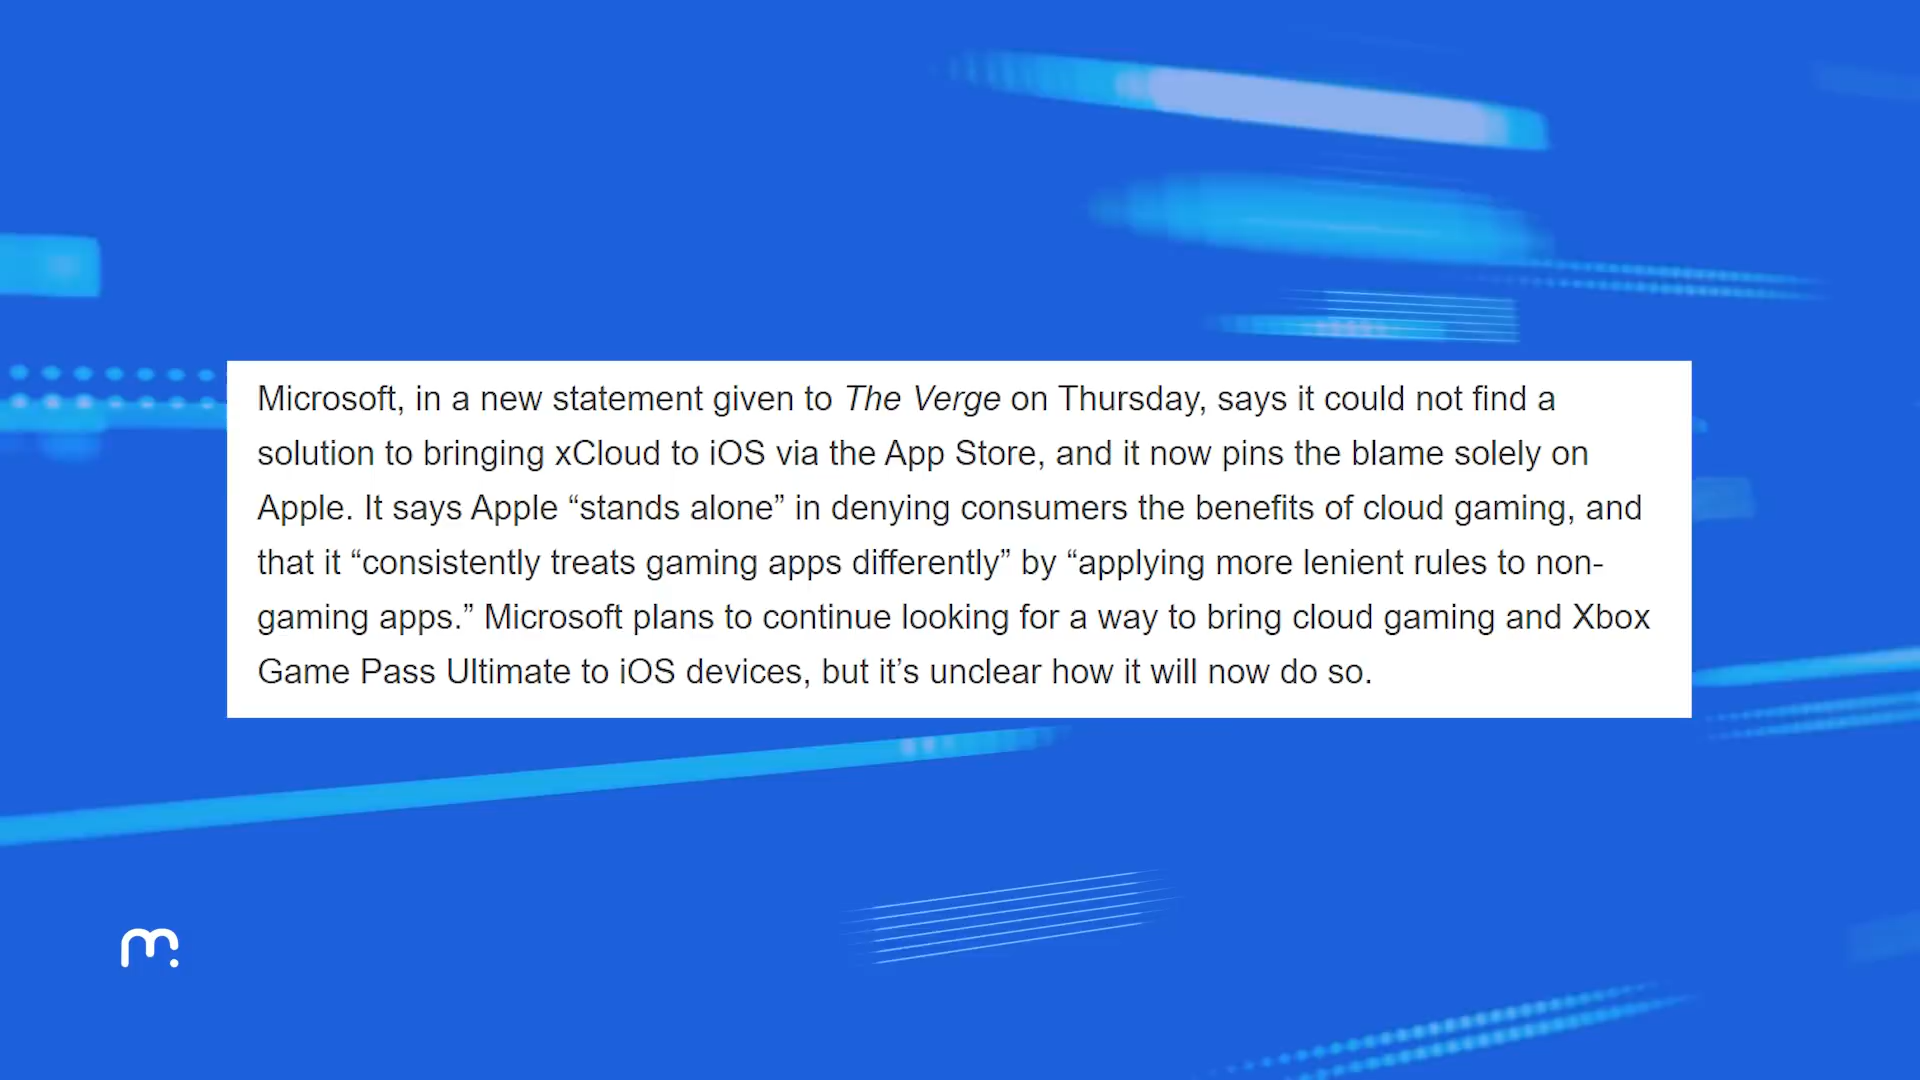 Microsoft, in a new statement given to The Verge on Thursday, says it could not find a
solution to bringing xCloud to iOS via the App Store, and it now pins the blame solely on
Apple. It says Apple “stands alone” in denying consumers the benefits of cloud gaming, and
that it “consistently treats gaming apps differently” by “applying more lenient rules to non-
gaming apps.” Microsoft plans to continue looking for a way to bring cloud gaming and Xbox
Game Pass Ultimate to iOS devices, but it’s unclear how it will now do so.
m.